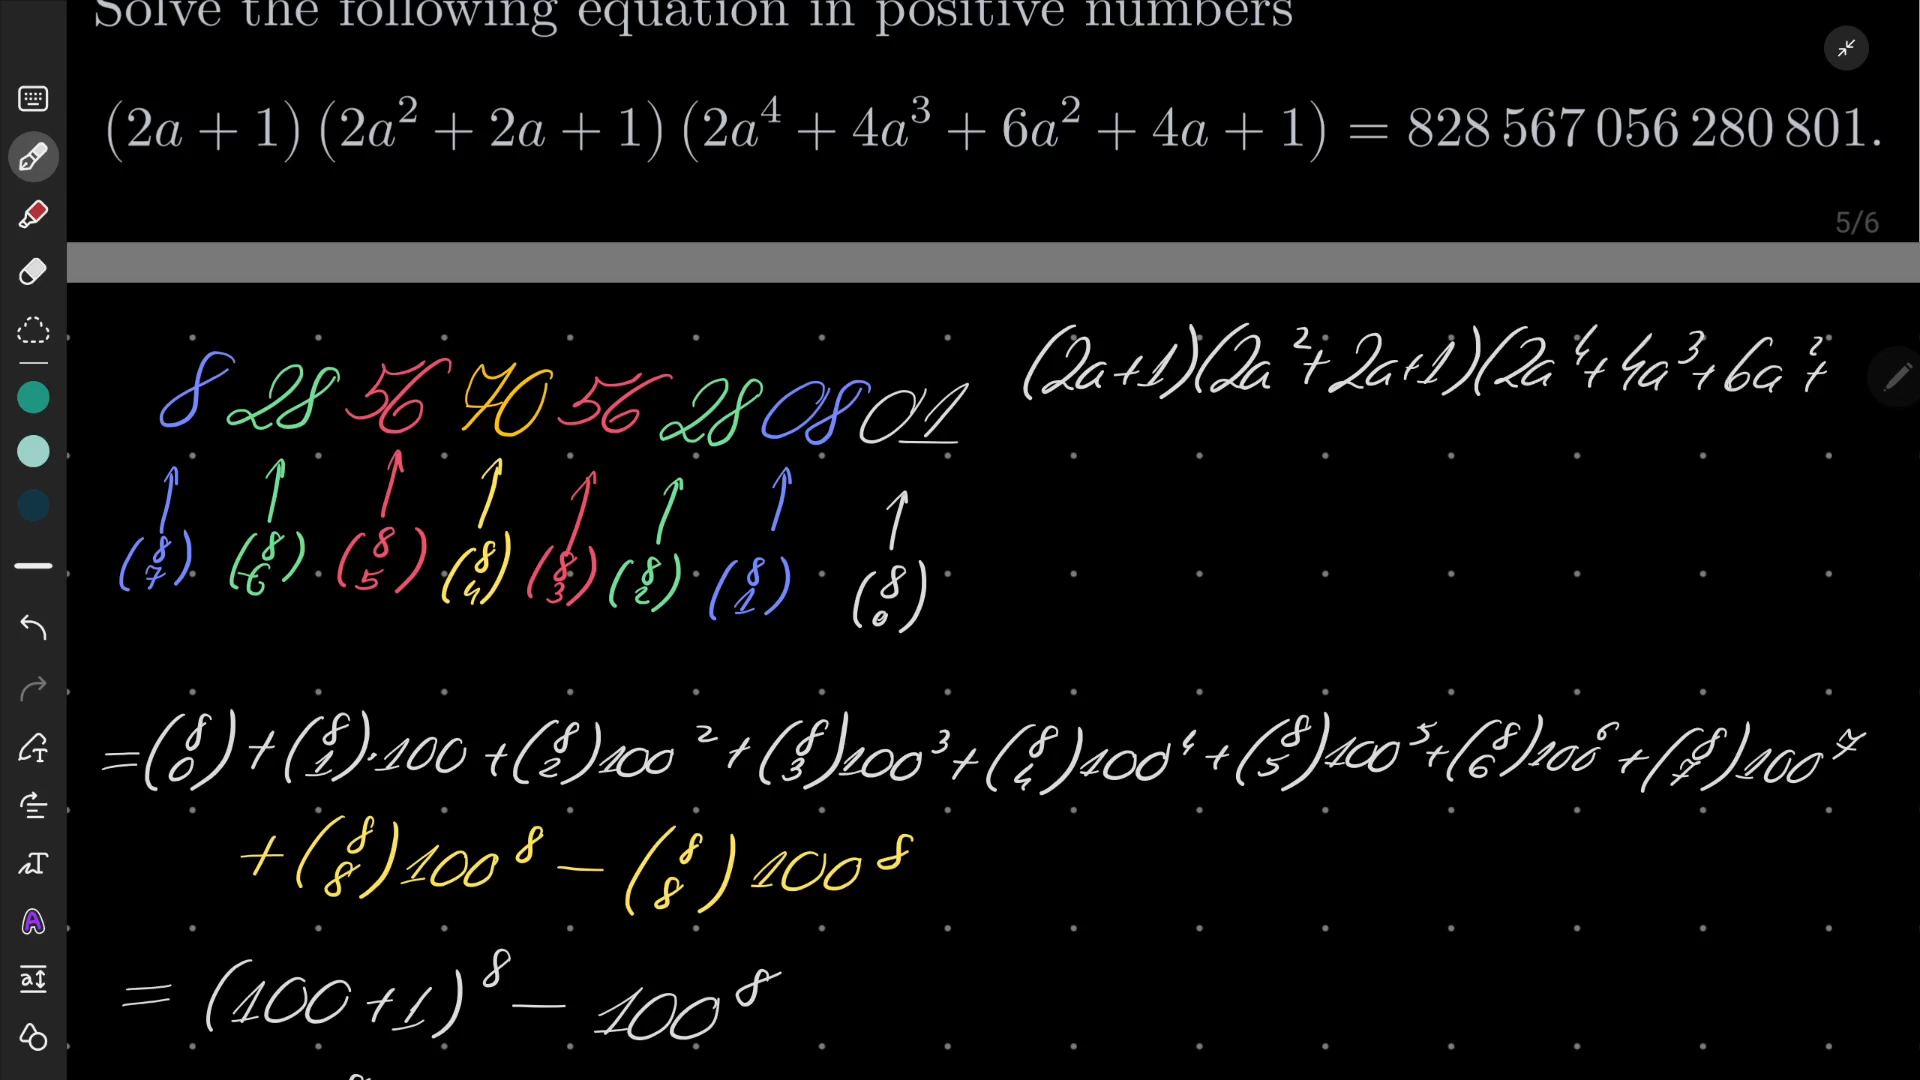 Solve the following equation in positive numbers
(2a + 1) (2a² + 2a + 1) (2a⁴ + 4a³ + 6a² + 4a + 1) = 828 567 056 280 801.
5/6
8 28 56 70 56 28 08 01
(2a+1)(2a²+2a+1)(2a⁴+4a³+6a²+
(8 7) (8 6) (8 5) (8 4) (8 3) (8 2) (8 1) (8 0)
=(8 0)+(8 1)·100+(8 2)100²+(8 3)100³+(8 4)100⁴+(8 5)100⁵+(8 6)100⁶+(8 7)100⁷
+(8 8)100⁸-(8 8)100⁸
=(100+1)⁸-100⁸